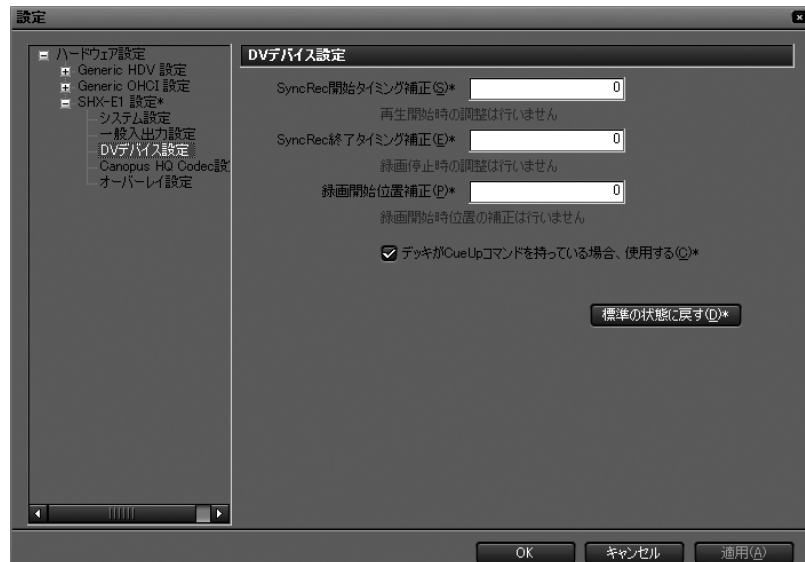 設定
ハードウェア設定
Generic HDV 設定
Generic OHCI 設定
SHX-E1 設定*
システム設定
一般入出力設定
DVデバイス設定
Canopus HQ Codec設
オーバーレイ設定
DVデバイス設定
SyncRec開始タイミング補正(S)* 0
再生開始時の調整は行いません
SyncRec終了タイミング補正(E)* 0
録画停止時の調整は行いません
録画開始位置補正(P)* 0
録画開始時位置の補正は行いません
デッキがCueUpコマンドを持っている場合、使用する(C)*
標準の状態に戻す(D)*
OK キャンセル 適用(A)